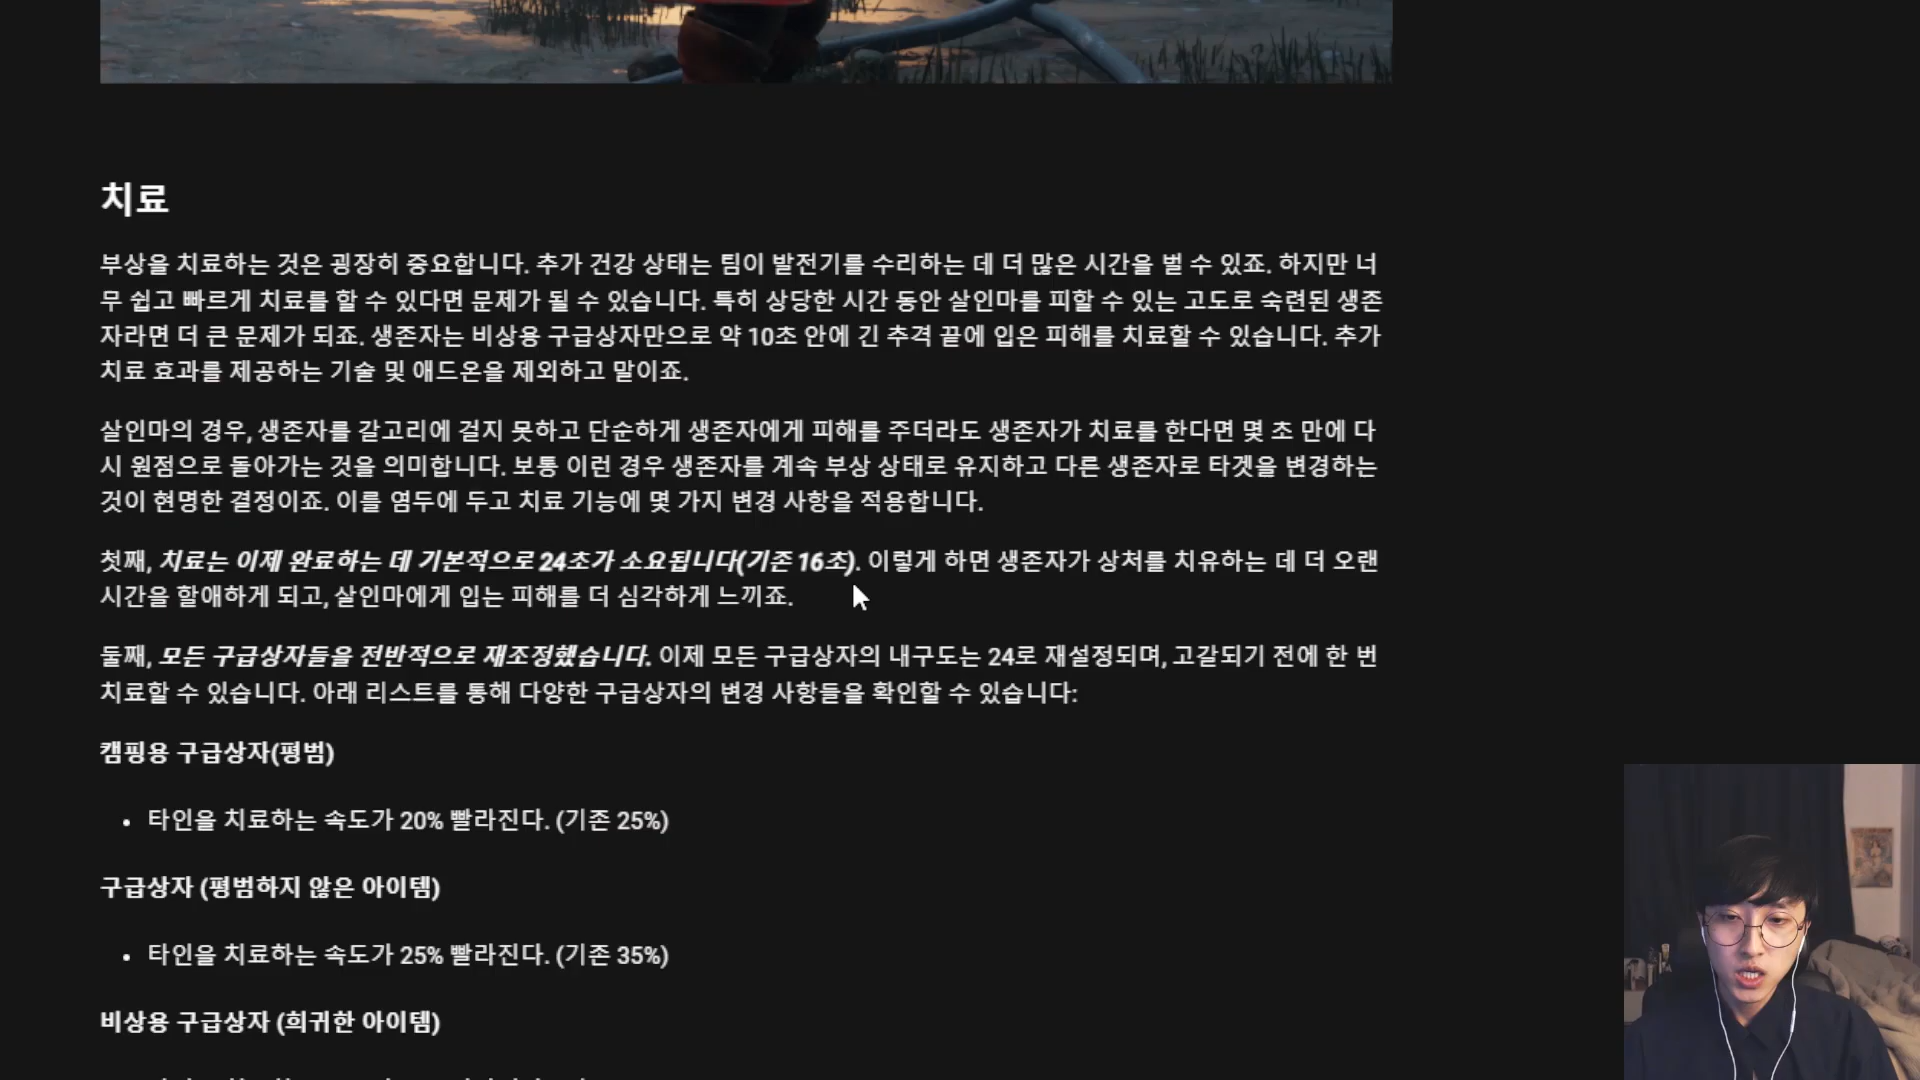 치료
부상을 치료하는 것은 굉장히 중요합니다. 추가 건강 상태는 팀이 발전기를 수리하는 데 더 많은 시간을 벌 수 있죠. 하지만 너
무 쉽고 빠르게 치료를 할 수 있다면 문제가 될 수 있습니다. 특히 상당한 시간 동안 살인마를 피할 수 있는 고도로 숙련된 생존
자라면 더 큰 문제가 되죠. 생존자는 비상용 구급상자만으로 약 10초 안에 긴 추격 끝에 입은 피해를 치료할 수 있습니다. 추가
치료 효과를 제공하는 기술 및 애드온을 제외하고 말이죠.
살인마의 경우, 생존자를 갈고리에 걸지 못하고 단순하게 생존자에게 피해를 주더라도 생존자가 치료를 한다면 몇 초 만에 다
시 원점으로 돌아가는 것을 의미합니다. 보통 이런 경우 생존자를 계속 부상 상태로 유지하고 다른 생존자로 타겟을 변경하는
것이 현명한 결정이죠. 이를 염두에 두고 치료 기능에 몇 가지 변경 사항을 적용합니다.
첫째, 치료는 이제 완료하는 데 기본적으로 24초가 소요됩니다(기존 16초). 이렇게 하면 생존자가 상처를 치유하는 데 더 오랜
시간을 할애하게 되고, 살인마에게 입는 피해를 더 심각하게 느끼죠.
둘째, 모든 구급상자들을 전반적으로 재조정했습니다. 이제 모든 구급상자의 내구도는 24로 재설정되며, 고갈되기 전에 한 번
치료할 수 있습니다. 아래 리스트를 통해 다양한 구급상자의 변경 사항들을 확인할 수 있습니다:
캠핑용 구급상자(평범)
• 타인을 치료하는 속도가 20% 빨라진다. (기존 25%)
구급상자 (평범하지 않은 아이템)
• 타인을 치료하는 속도가 25% 빨라진다. (기존 35%)
비상용 구급상자 (희귀한 아이템)